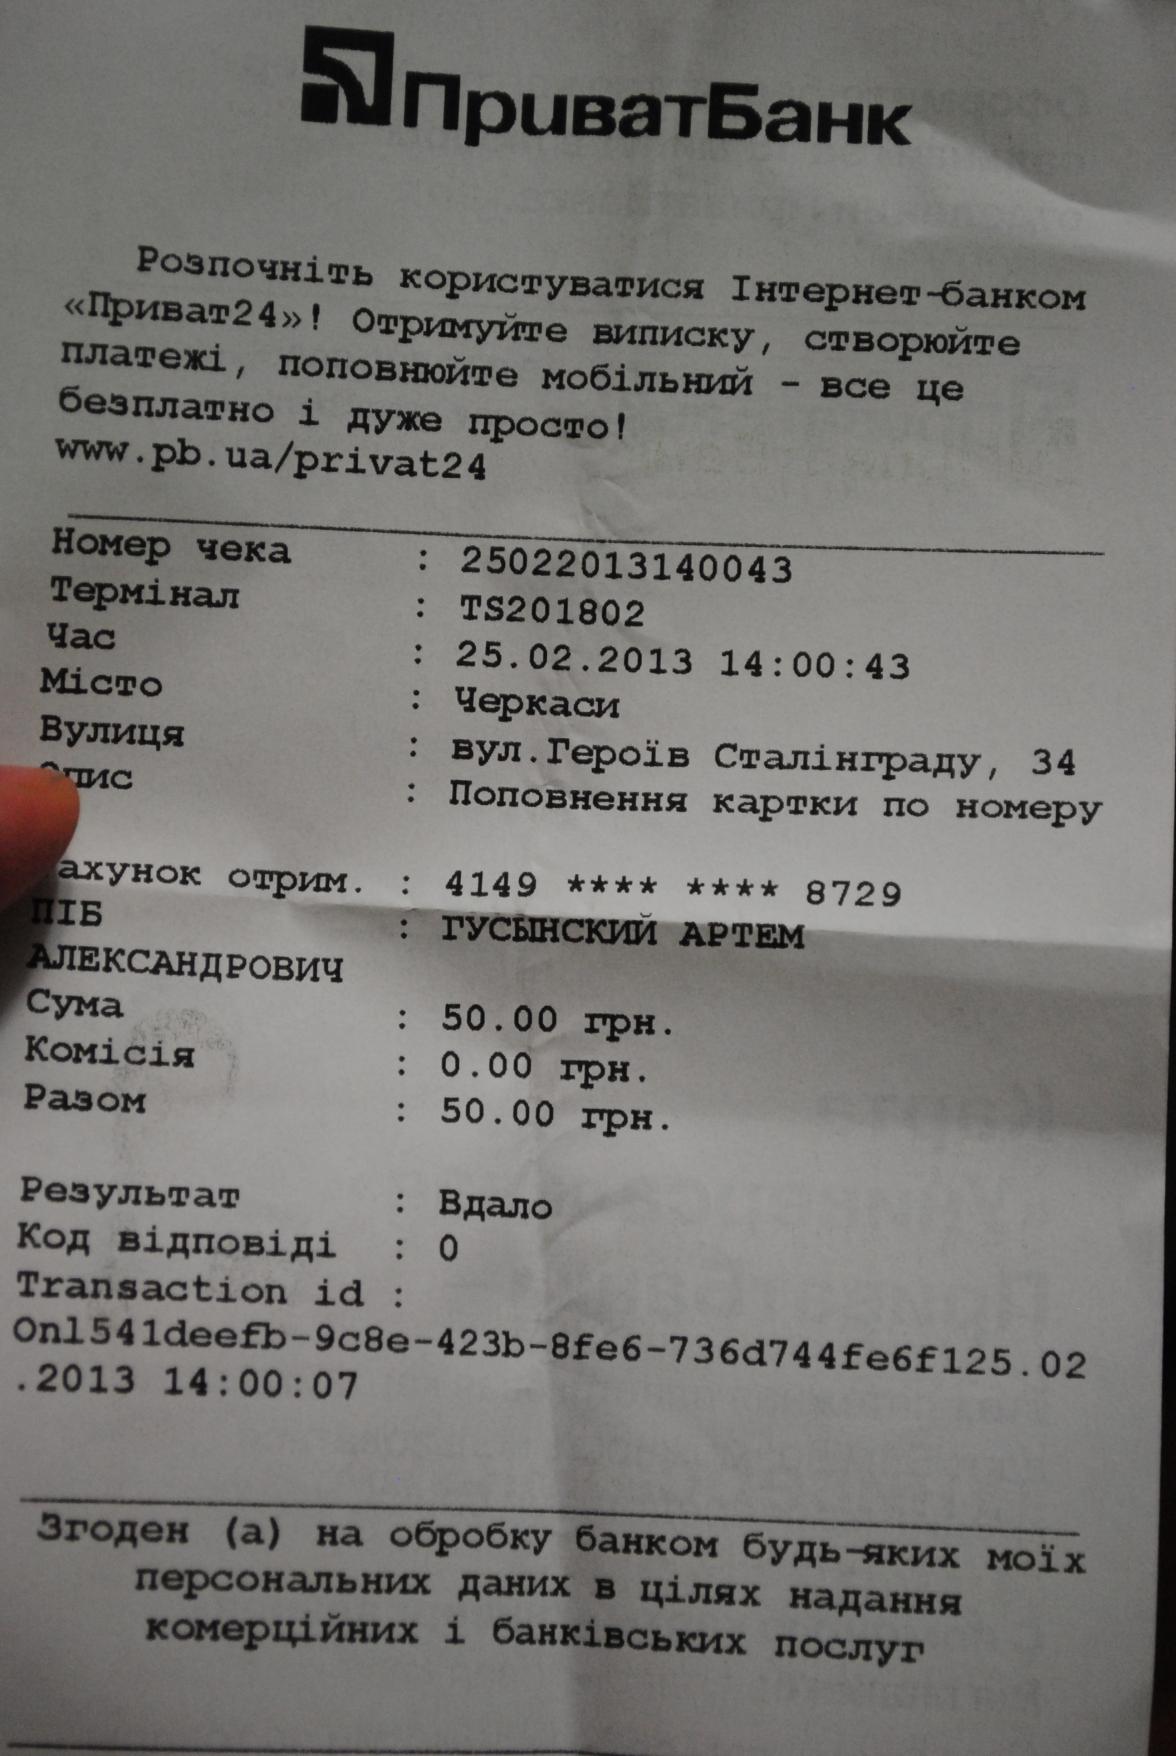 ПриватБанк
Розпочніть користуватися Інтернет-банком
«Приват24»! Отримуйте виписку, створюйте
платежі, поповнюйте мобільний - все це
безплатно і дуже просто!
www.pb.ua/privat24
Номер чека : 25022013140043
Термінал : TS201802
Час : 25.02.2013 14:00:43
Місто : Черкаси
Вулиця : вул.Героїв Сталінграду, 34
Опис : Поповнення картки по номеру
Рахунок отрим. : 4149 **** **** 8729
ПІБ : ГУСЫНСКИЙ АРТЕМ
АЛЕКСАНДРОВИЧ
Сума : 50.00 грн.
Комісія : 0.00 грн.
Разом : 50.00 грн.
Результат : Вдало
Код відповіді : 0
Transaction id :
Onl541deefb-9c8e-423b-8fe6-736d744fe6f125.02
.2013 14:00:07
Згоден (а) на обробку банком будь-яких моїх
персональних даних в цілях надання
комерційних і банківських послуг